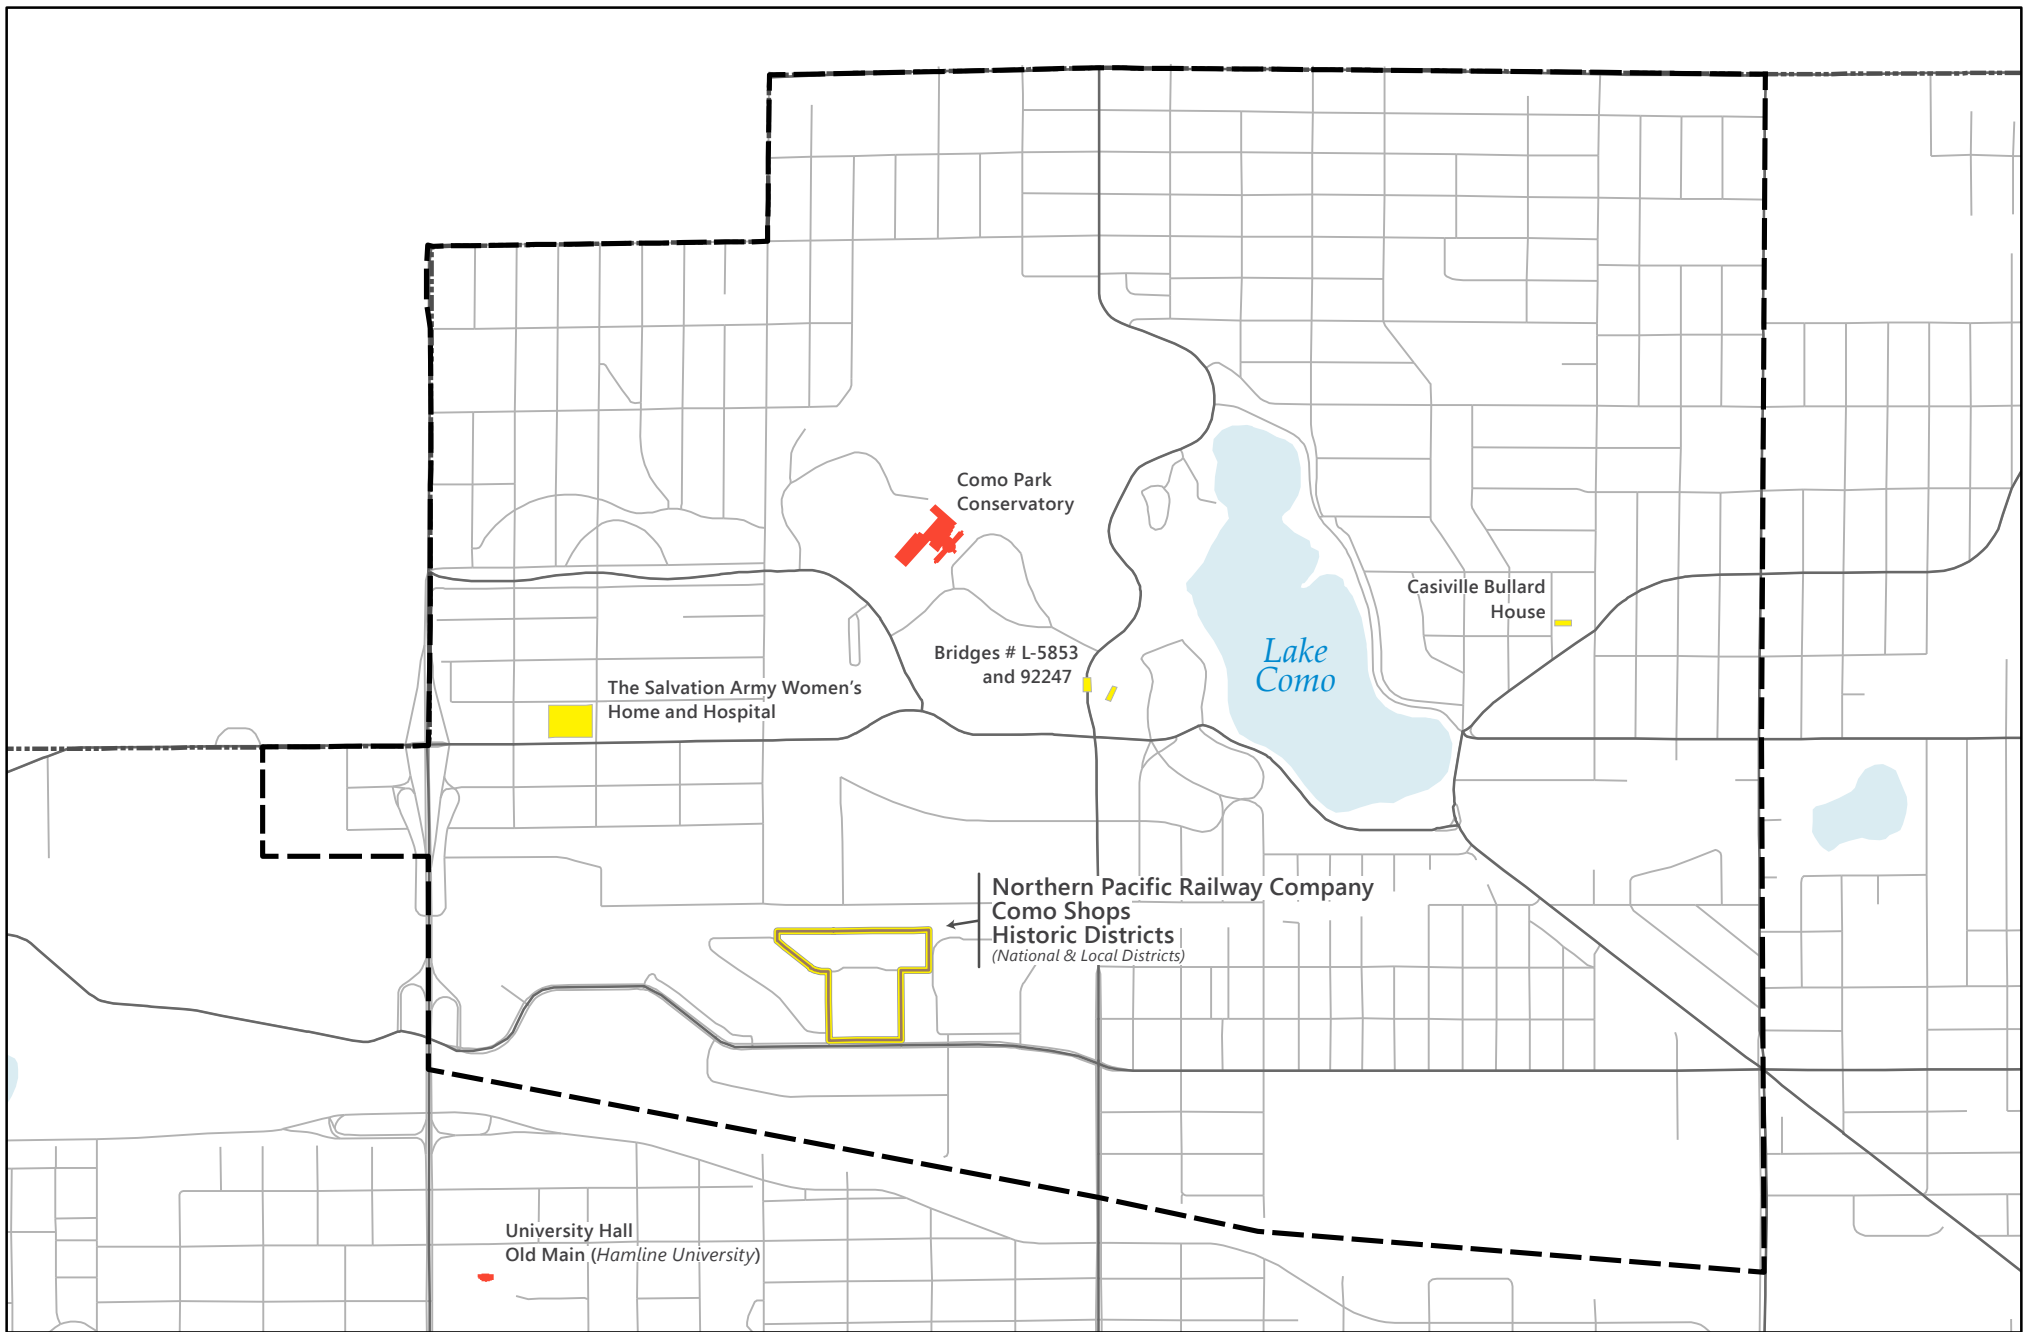 Como Park
Conservatory
Casiville Bullard
House
Bridges # L-5853
and 92247
Lake
Como
The Salvation Army Women’s
Home and Hospital
Northern Pacific Railway Company
Como Shops
Historic Districts
(National & Local Districts)
University Hall
Old Main (Hamline University)